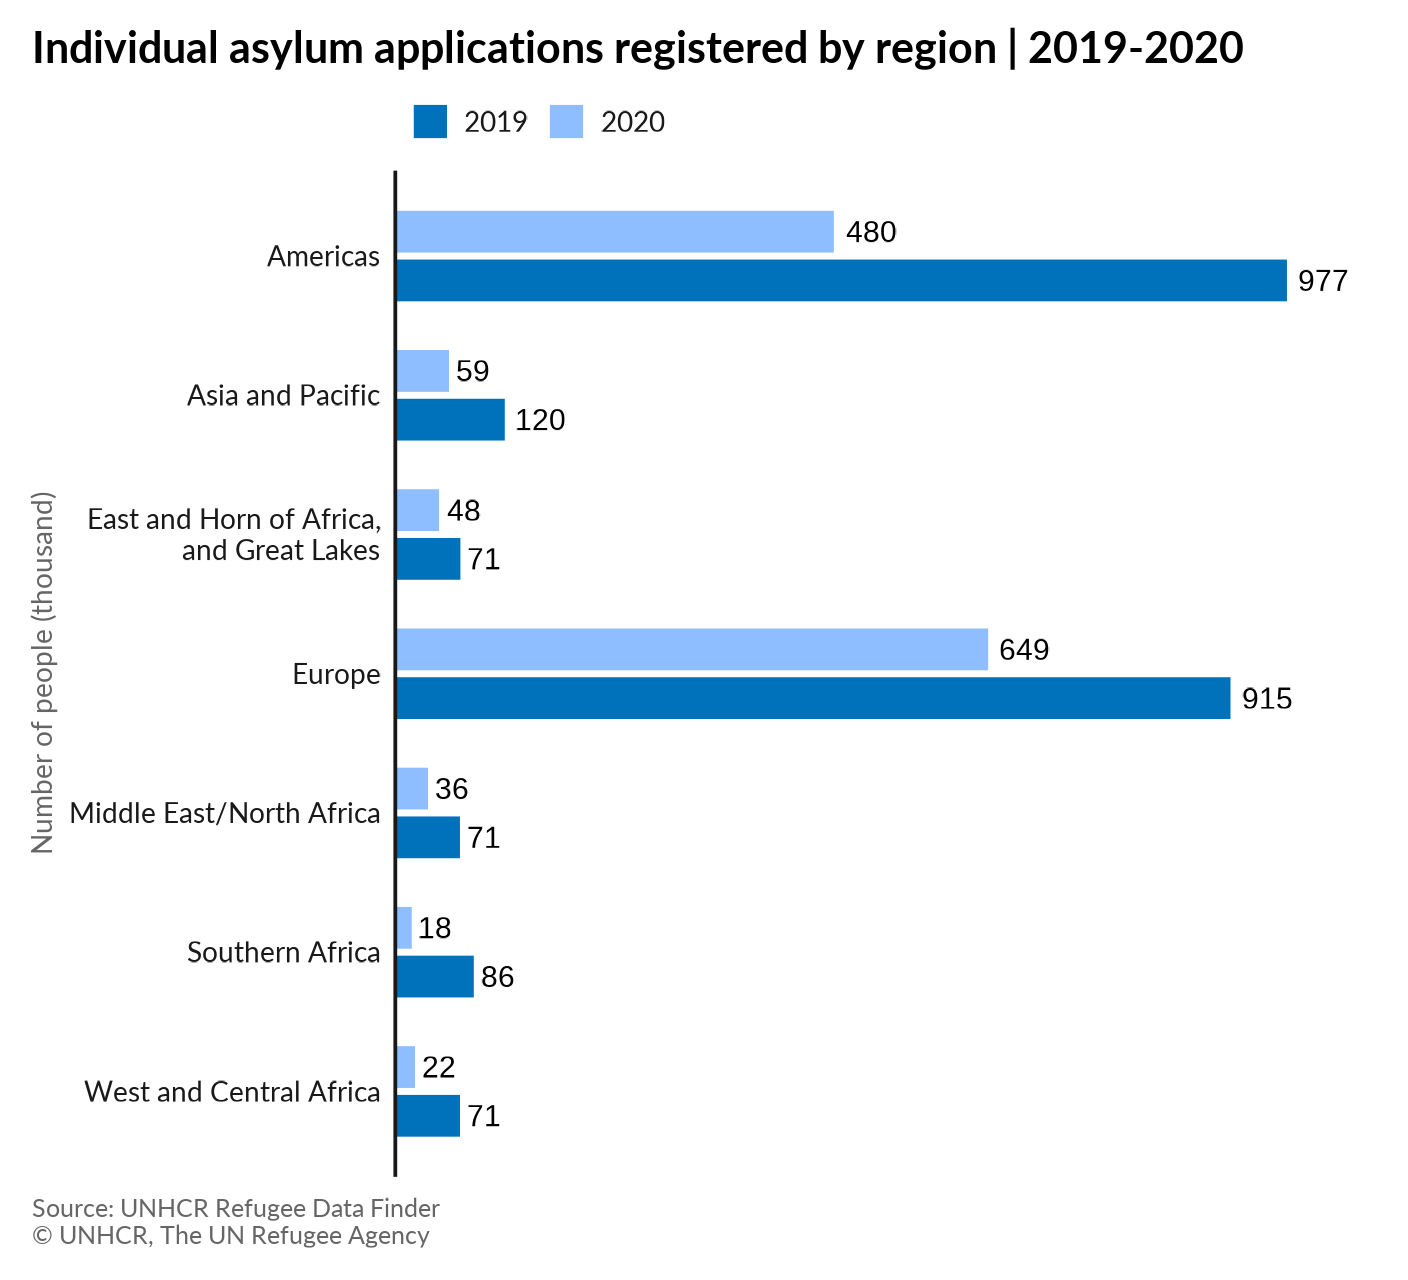 Individual asylum applications registered by region | 2019-2020
2019 2020
Number of people (thousand)
Americas
480
977
Asia and Pacific
59
120
East and Horn of Africa,
and Great Lakes
48
71
Europe
649
915
Middle East/North Africa
36
71
Southern Africa
18
86
West and Central Africa
22
71
Source: UNHCR Refugee Data Finder
© UNHCR, The UN Refugee Agency